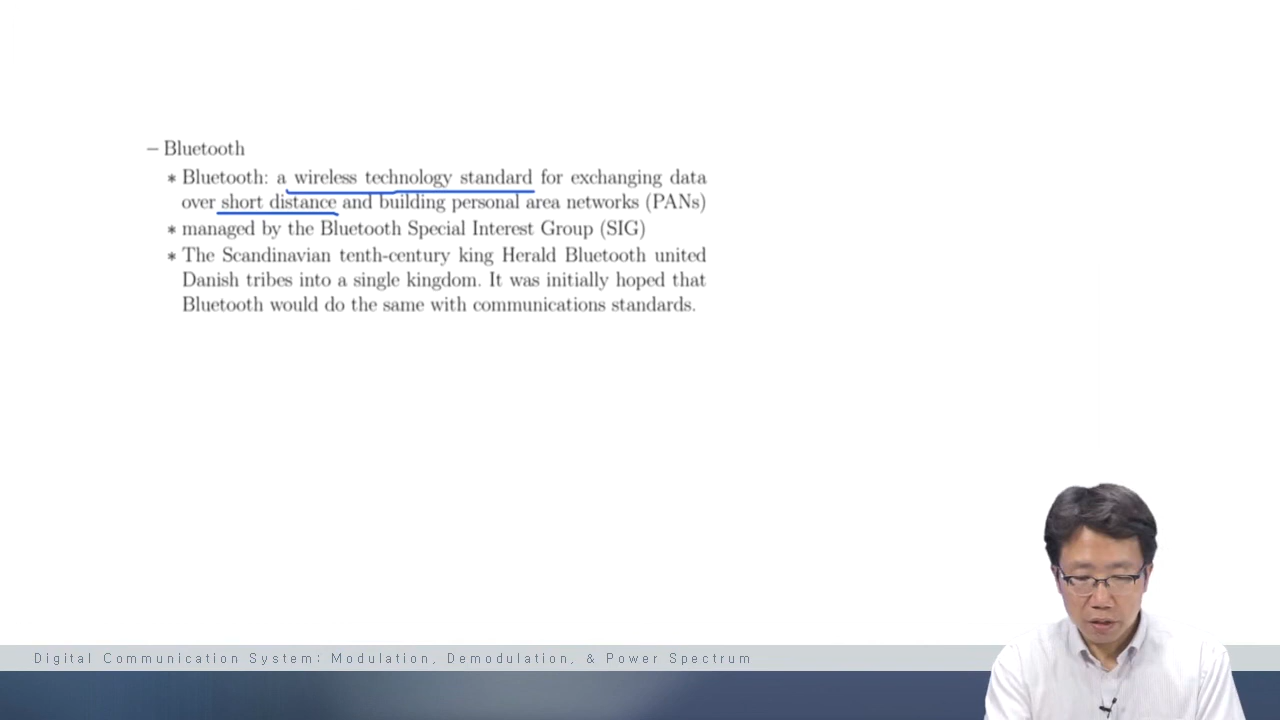 – Bluetooth
∗ Bluetooth: a wireless technology standard for exchanging data
over short distance and building personal area networks (PANs)
∗ managed by the Bluetooth Special Interest Group (SIG)
∗ The Scandinavian tenth-century king Herald Bluetooth united
Danish tribes into a single kingdom. It was initially hoped that
Bluetooth would do the same with communications standards.
Digital Communication System: Modulation, Demodulation, & Power Spectrum